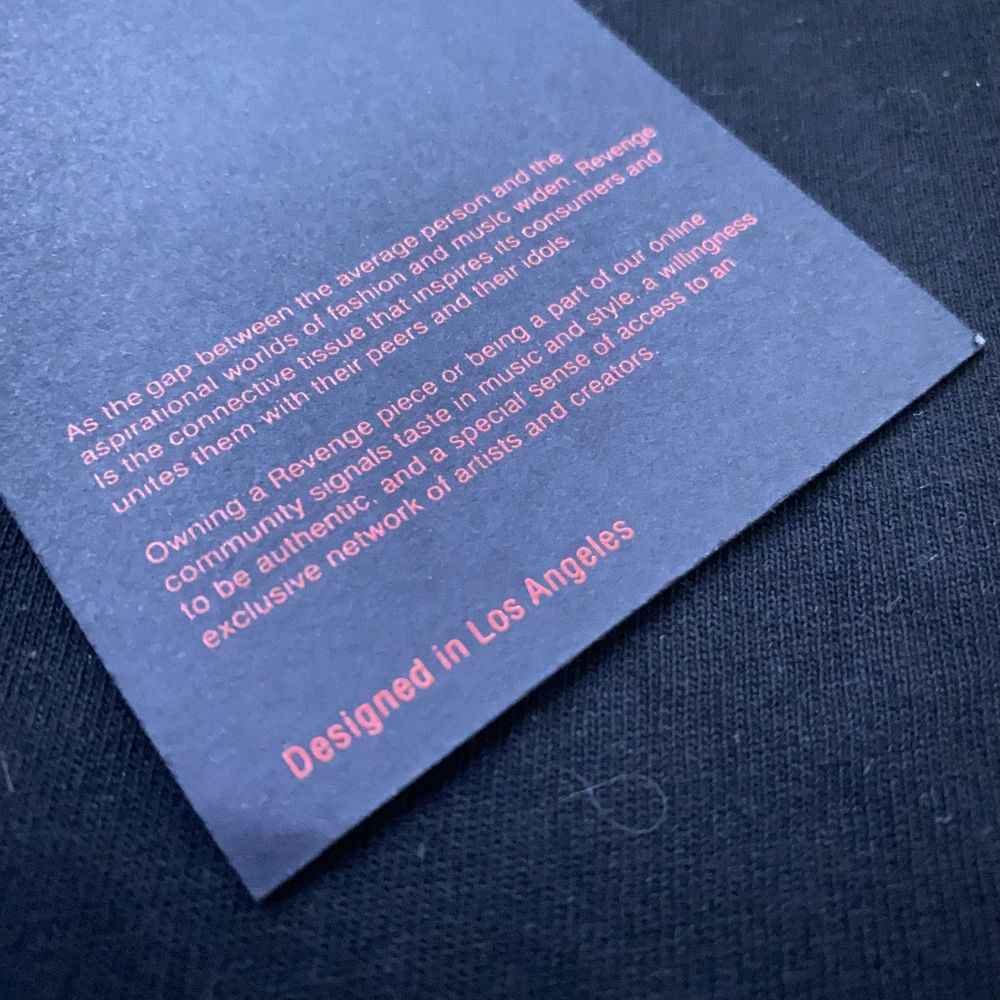 As the gap between the average person and the
aspirational worlds of fashion and music widen. Revenge
Is the connective tissue that inspires its consumers and
unites them with their peers and their idols.
Owning a Revenge piece or being a part of our online
community signals taste in music and style, a willingness
to be authentic, and a special sense of access to an
exclusive network of artists and creators.
Designed in Los Angeles